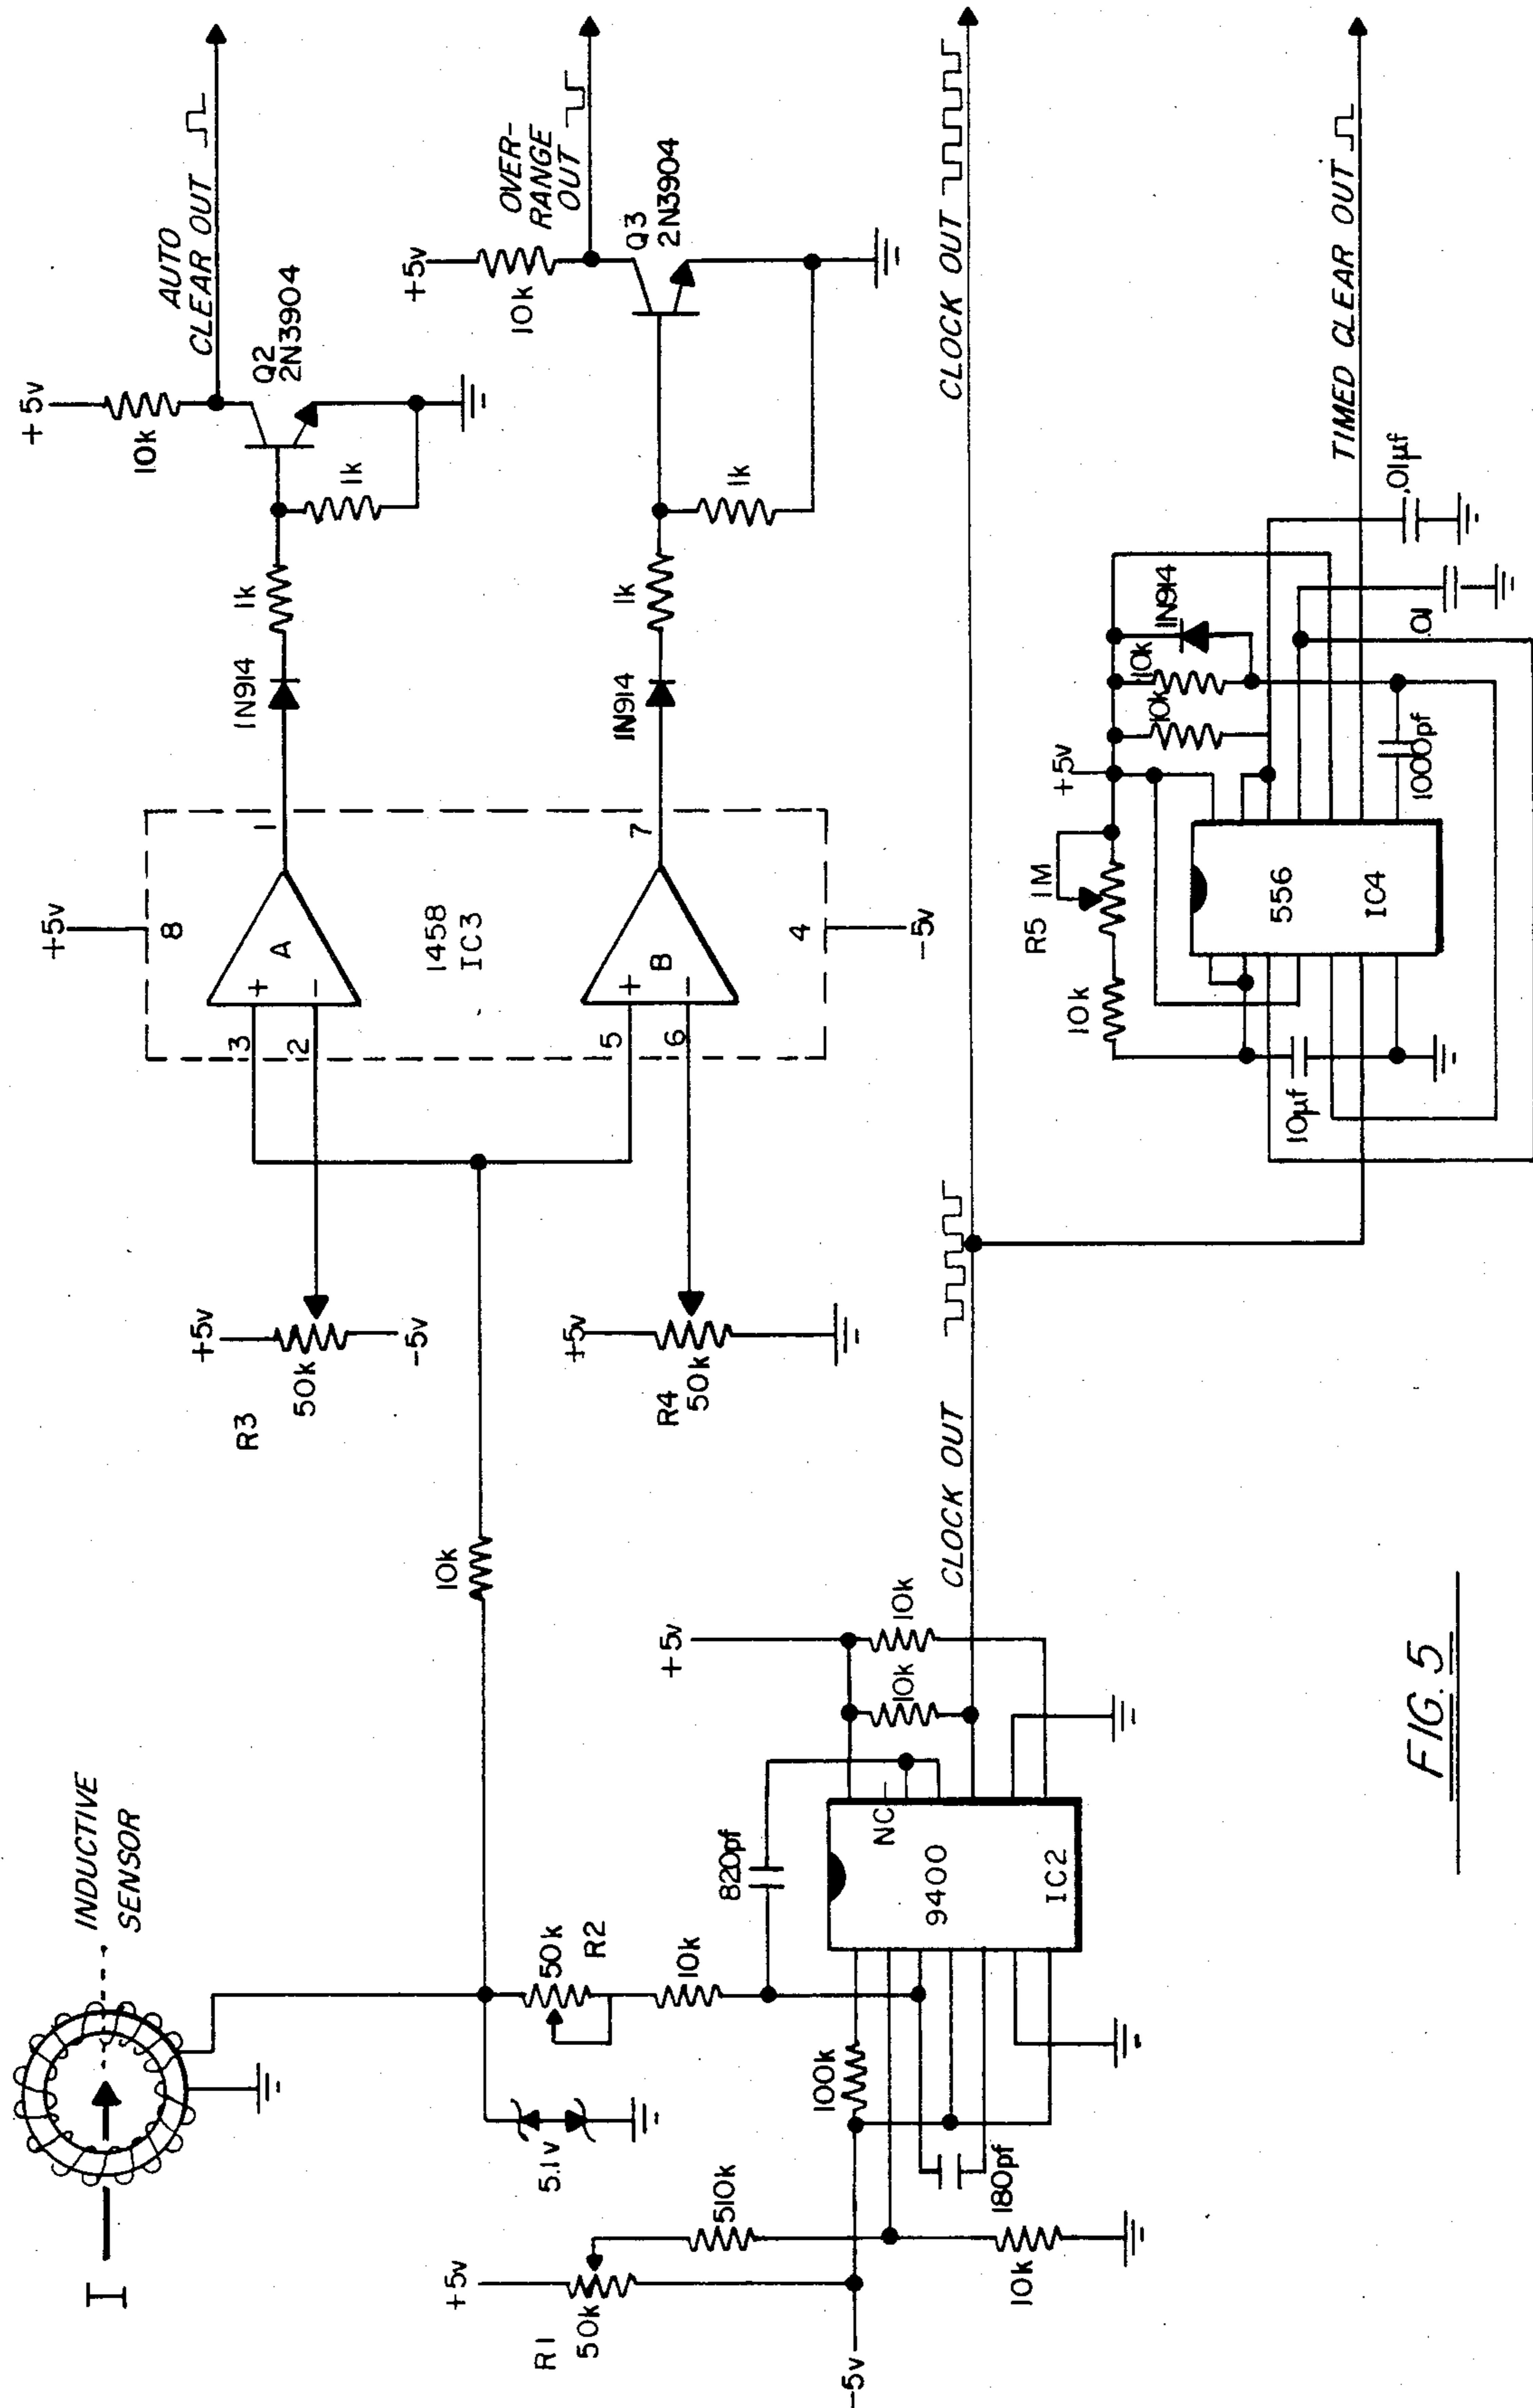 I
INDUCTIVE
SENSOR
+5v
10k
AUTO
CLEAR OUT
Q2
2N3904
1k
1k
1N914
+5v
8
3
2
+
−
A
1
1458
IC3
+5v
R3
50k
-5v
+5v
10k
OVER-
RANGE
OUT
Q3
2N3904
1k
1k
1N914
5
6
+
−
B
7
4
-5v
+5v
R4
50k
10k
50k
R2
10k
5.1v
+5v
R1
50k
510k
10k
-5v
100k
180pf
820pf
NC
9400
IC2
+5v
10k
10k
CLOCK OUT
CLOCK OUT
+5v
R5
1M
10k
10µf
556
IC4
10k
10k
1N914
1000pf
.01
.01µf
TIMED CLEAR OUT
FIG. 5